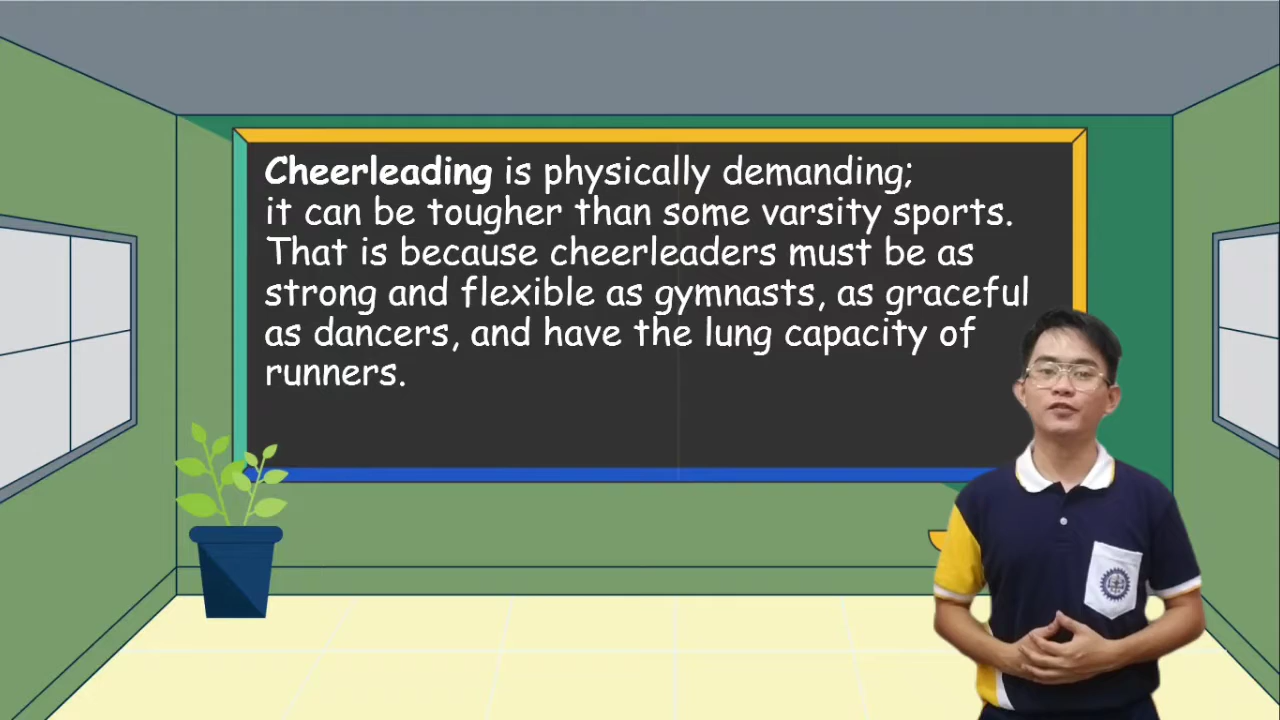 Cheerleading is physically demanding;
it can be tougher than some varsity sports.
That is because cheerleaders must be as
strong and flexible as gymnasts, as graceful
as dancers, and have the lung capacity of
runners.